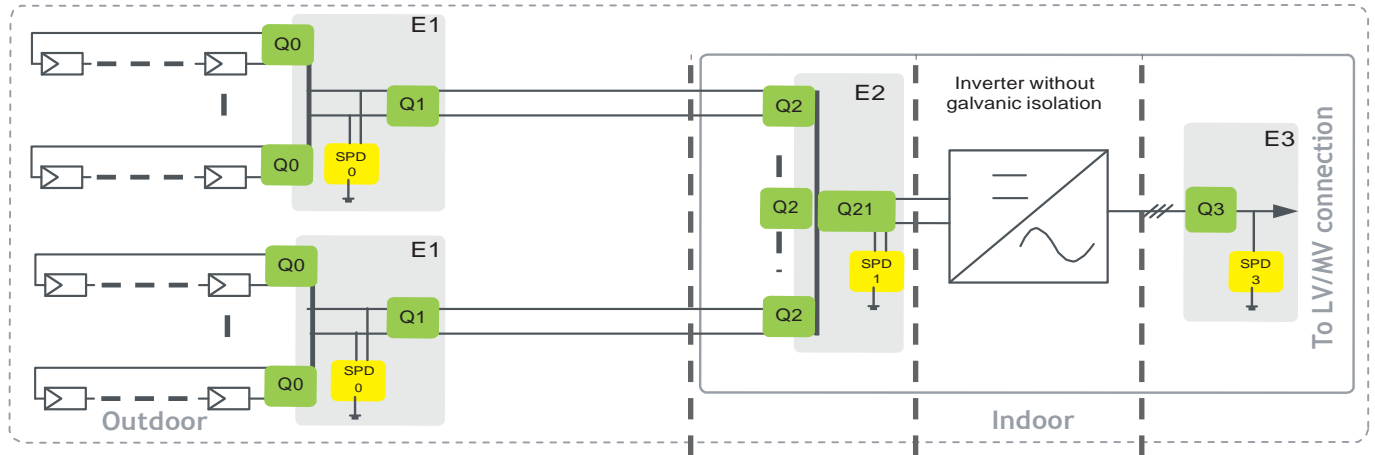 E1
Q0
Q1
SPD
0
Q0
E1
Q0
Q1
SPD
0
Q0
Outdoor
Q2
E2
Q2
Q21
SPD
1
Q2
Inverter without
galvanic isolation
E3
Q3
SPD
3
To LV/MV connection
Indoor